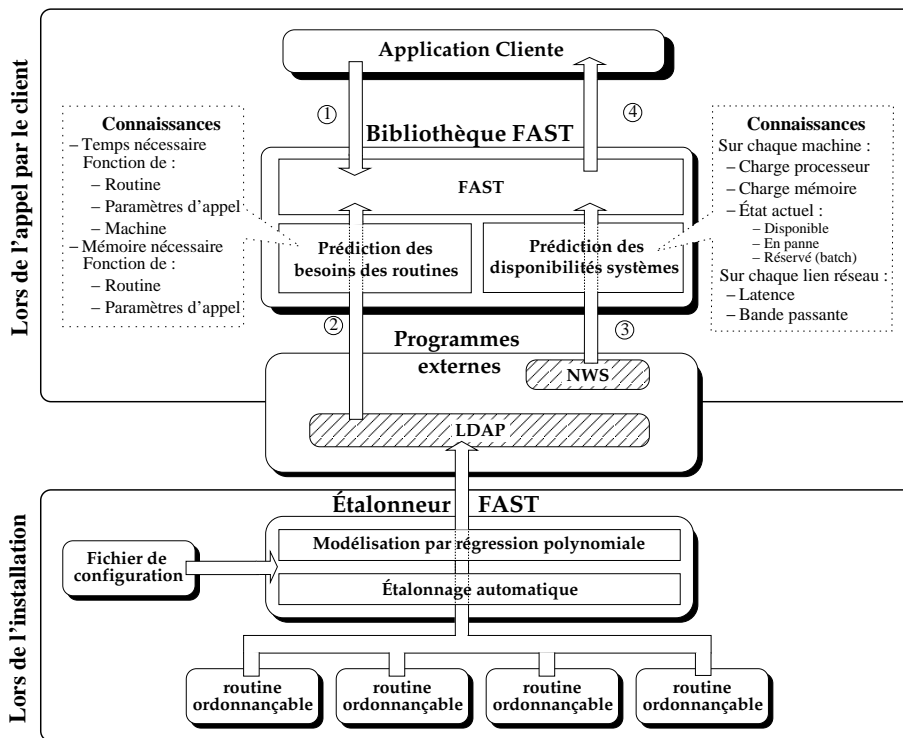 Lors de l'appel par le client
Application Cliente
1
4
Connaissances
– Temps nécessaire
Fonction de :
– Routine
– Paramètres d'appel
– Machine
– Mémoire nécessaire
Fonction de :
– Routine
– Paramètres d'appel
Bibliothèque FAST
FAST
Prédiction des
besoins des routines
Prédiction des
disponibilités systèmes
Connaissances
Sur chaque machine :
– Charge processeur
– Charge mémoire
– État actuel :
– Disponible
– En panne
– Réservé (batch)
Sur chaque lien réseau :
– Latence
– Bande passante
2
3
Programmes
externes
NWS
LDAP
Lors de l'installation
Étalonneur FAST
Modélisation par régression polynomiale
Étalonnage automatique
Fichier de
configuration
routine
ordonnançable
routine
ordonnançable
routine
ordonnançable
routine
ordonnançable